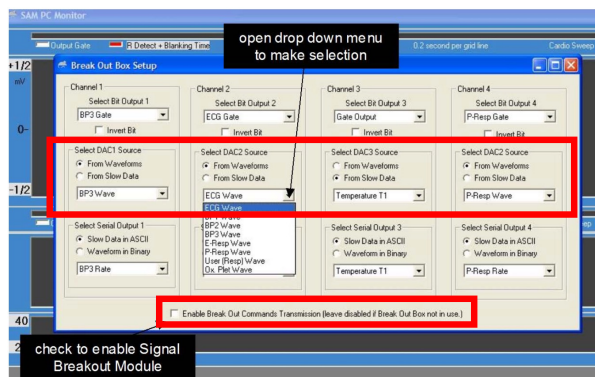 SAM PC Monitor
Output Gate
R Detect + Blanking Time
0.2 second per grid line
Cardio Sweep
open drop down menu
to make selection
+1/2
mV
0-
-1/2
40
Break Out Box Setup
Channel 1
Select Bit Output 1
BP3 Gate
Invert Bit
Select DAC1 Source
From Waveforms
From Slow Data
BP3 Wave
Select Serial Output 1
Slow Data in ASCII
Waveform in Binary
BP3 Rate
Channel 2
Select Bit Output 2
ECG Gate
Invert Bit
Select DAC2 Source
From Waveforms
From Slow Data
ECG Wave
ECG Wave
BP1 Wave
BP2 Wave
BP3 Wave
E-Resp Wave
P-Resp Wave
User (Resp) Wave
Ox. Plet Wave
Channel 3
Select Bit Output 3
Gate Output
Invert Bit
Select DAC3 Source
From Waveforms
From Slow Data
Temperature T1
Select Serial Output 3
Slow Data in ASCII
Waveform in Binary
Temperature T1
Channel 4
Select Bit Output 4
P-Resp Gate
Invert Bit
Select DAC2 Source
From Waveforms
From Slow Data
P-Resp Wave
Select Serial Output 4
Slow Data in ASCII
Waveform in Binary
P-Resp Rate
Enable Break Out Commands Transmission (leave disabled if Break Out Box not in use.)
check to enable Signal
Breakout Module